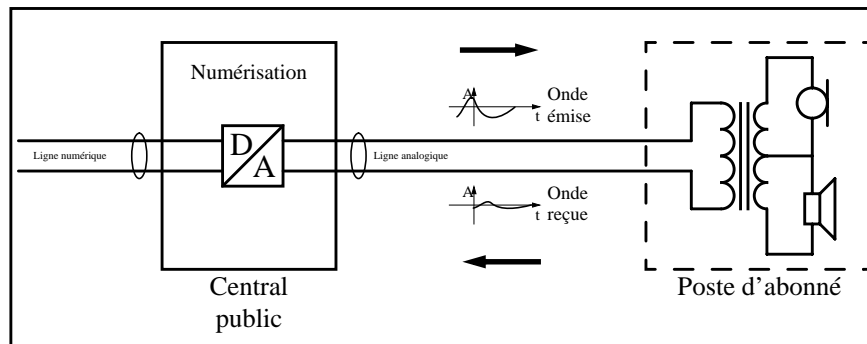 Numérisation
A
Onde
t
émise
D
A
Ligne numérique
Ligne analogique
A
Onde
t
reçue
Central
public
Poste d'abonné